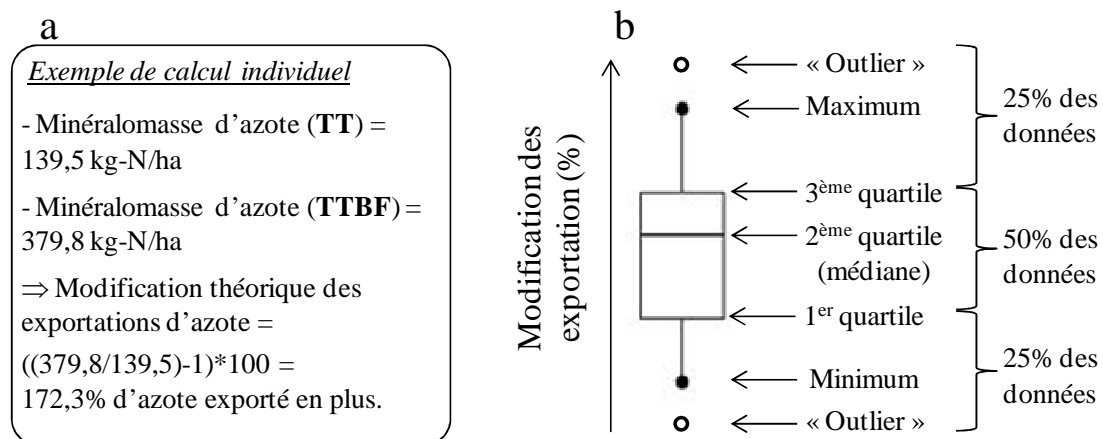 a
Exemple de calcul individuel
- Minéralomasse d'azote (TT) =
139,5 kg-N/ha
- Minéralomasse d'azote (TTBF) =
379,8 kg-N/ha
⇒ Modification théorique des
exportations d'azote =
((379,8/139,5)-1)*100 =
172,3% d'azote exporté en plus.
b
Modification des
exportation (%)
« Outlier »
Maximum
3ème quartile
2ème quartile
(médiane)
1er quartile
Minimum
« Outlier »
25% des
données
50% des
données
25% des
données